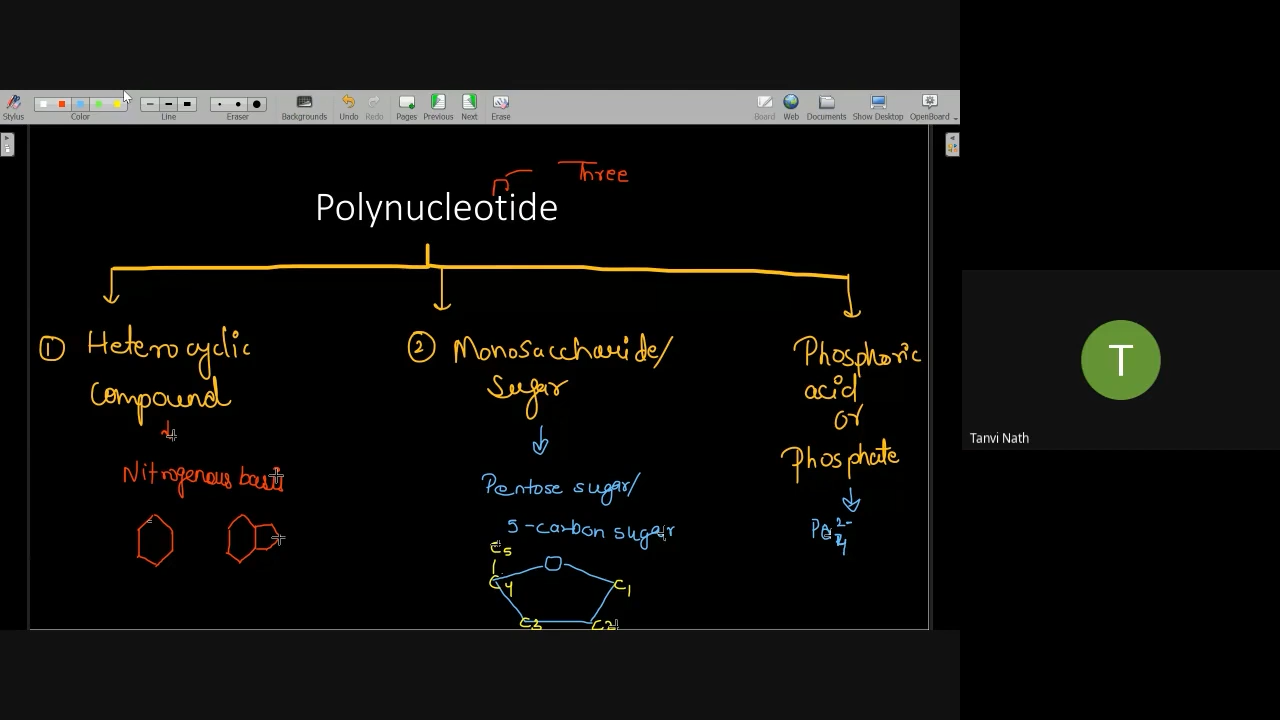 Stylus
Color
Line
Eraser
Backgrounds
Undo
Redo
Pages
Previous
Next
Erase
Board
Web
Documents
Show Desktop
OpenBoard
Three
Polynucleotide
① Heterocyclic
compound
② Monosaccharide/
sugar
Phosphoric
acid
or
Phosphate
Nitrogenous
Pentose sugar/
5-carbon sugar
C5
C4
O
C1
C3
C2
T
Tanvi Nath